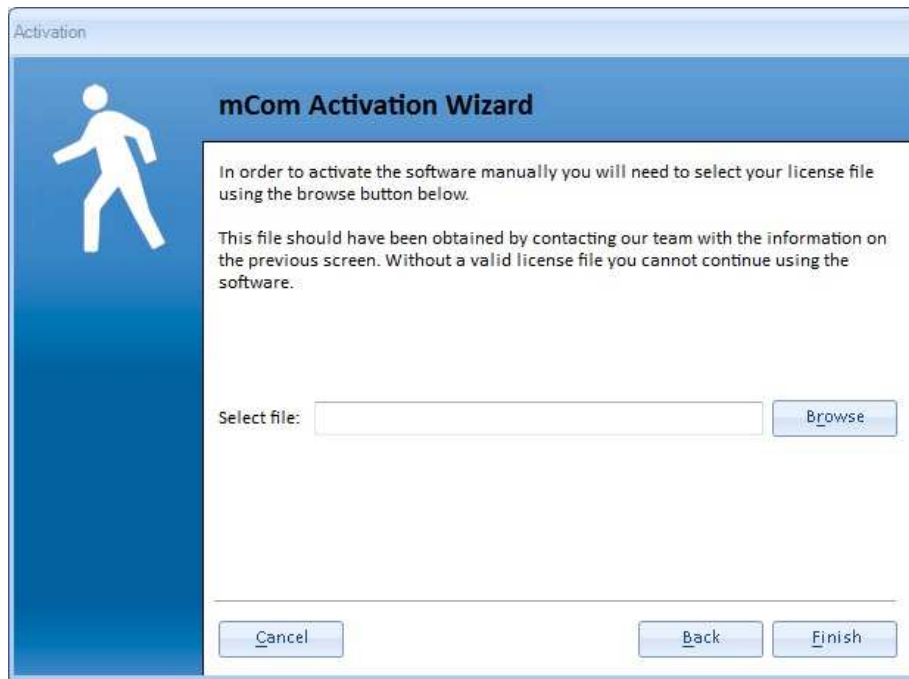 Activation
mCom Activation Wizard
In order to activate the software manually you will need to select your license file
using the browse button below.
This file should have been obtained by contacting our team with the information on
the previous screen. Without a valid license file you cannot continue using the
software.
Select file:
Browse
Cancel
Back
Finish